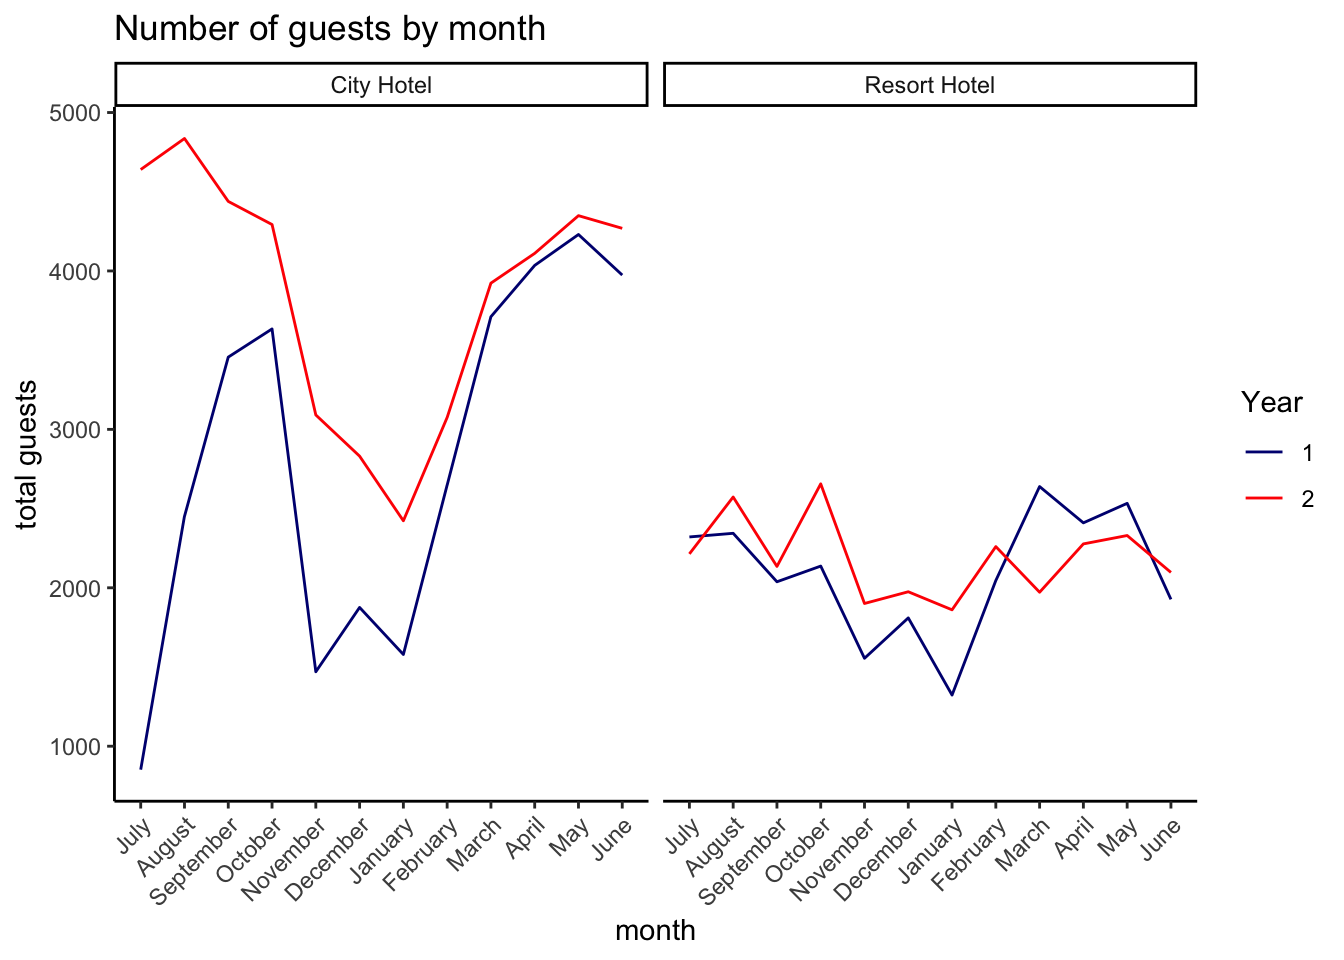 Number of guests by month
City Hotel
Resort Hotel
5000
4000
3000
2000
1000
total guests
July
August
September
October
November
December
January
February
March
April
May
June
July
August
September
October
November
December
January
February
March
April
May
June
month
Year
1
2